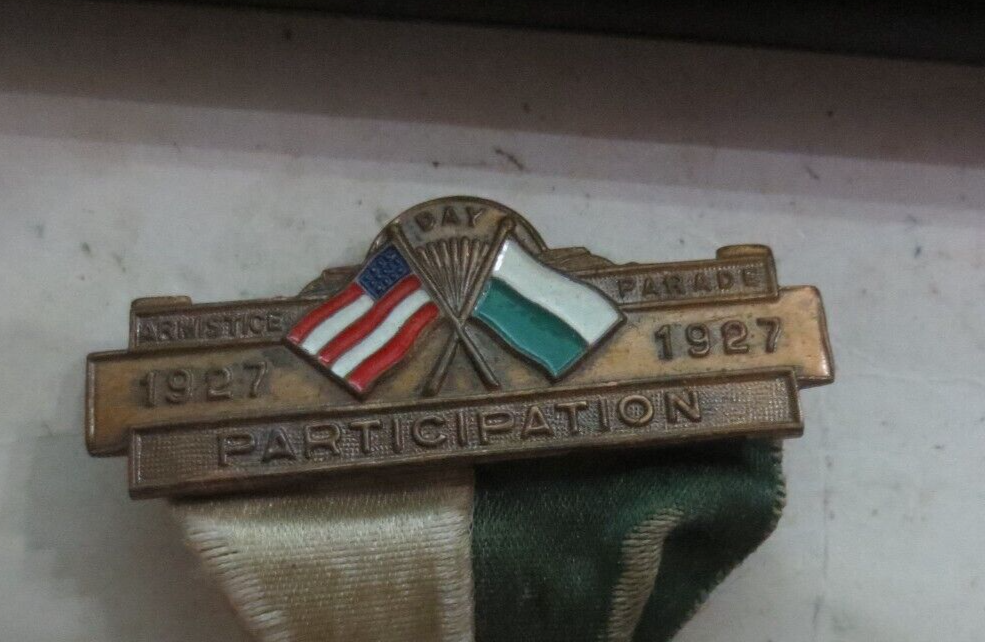 DAY
ARMISTICE PARADE
1927 1927
PARTICIPATION